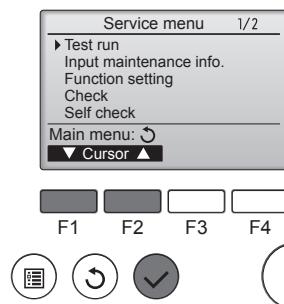 Service menu 1/2
Test run
Input maintenance info.
Function setting
Check
Self check
Main menu:
▼ Cursor ▲
F1 F2 F3 F4